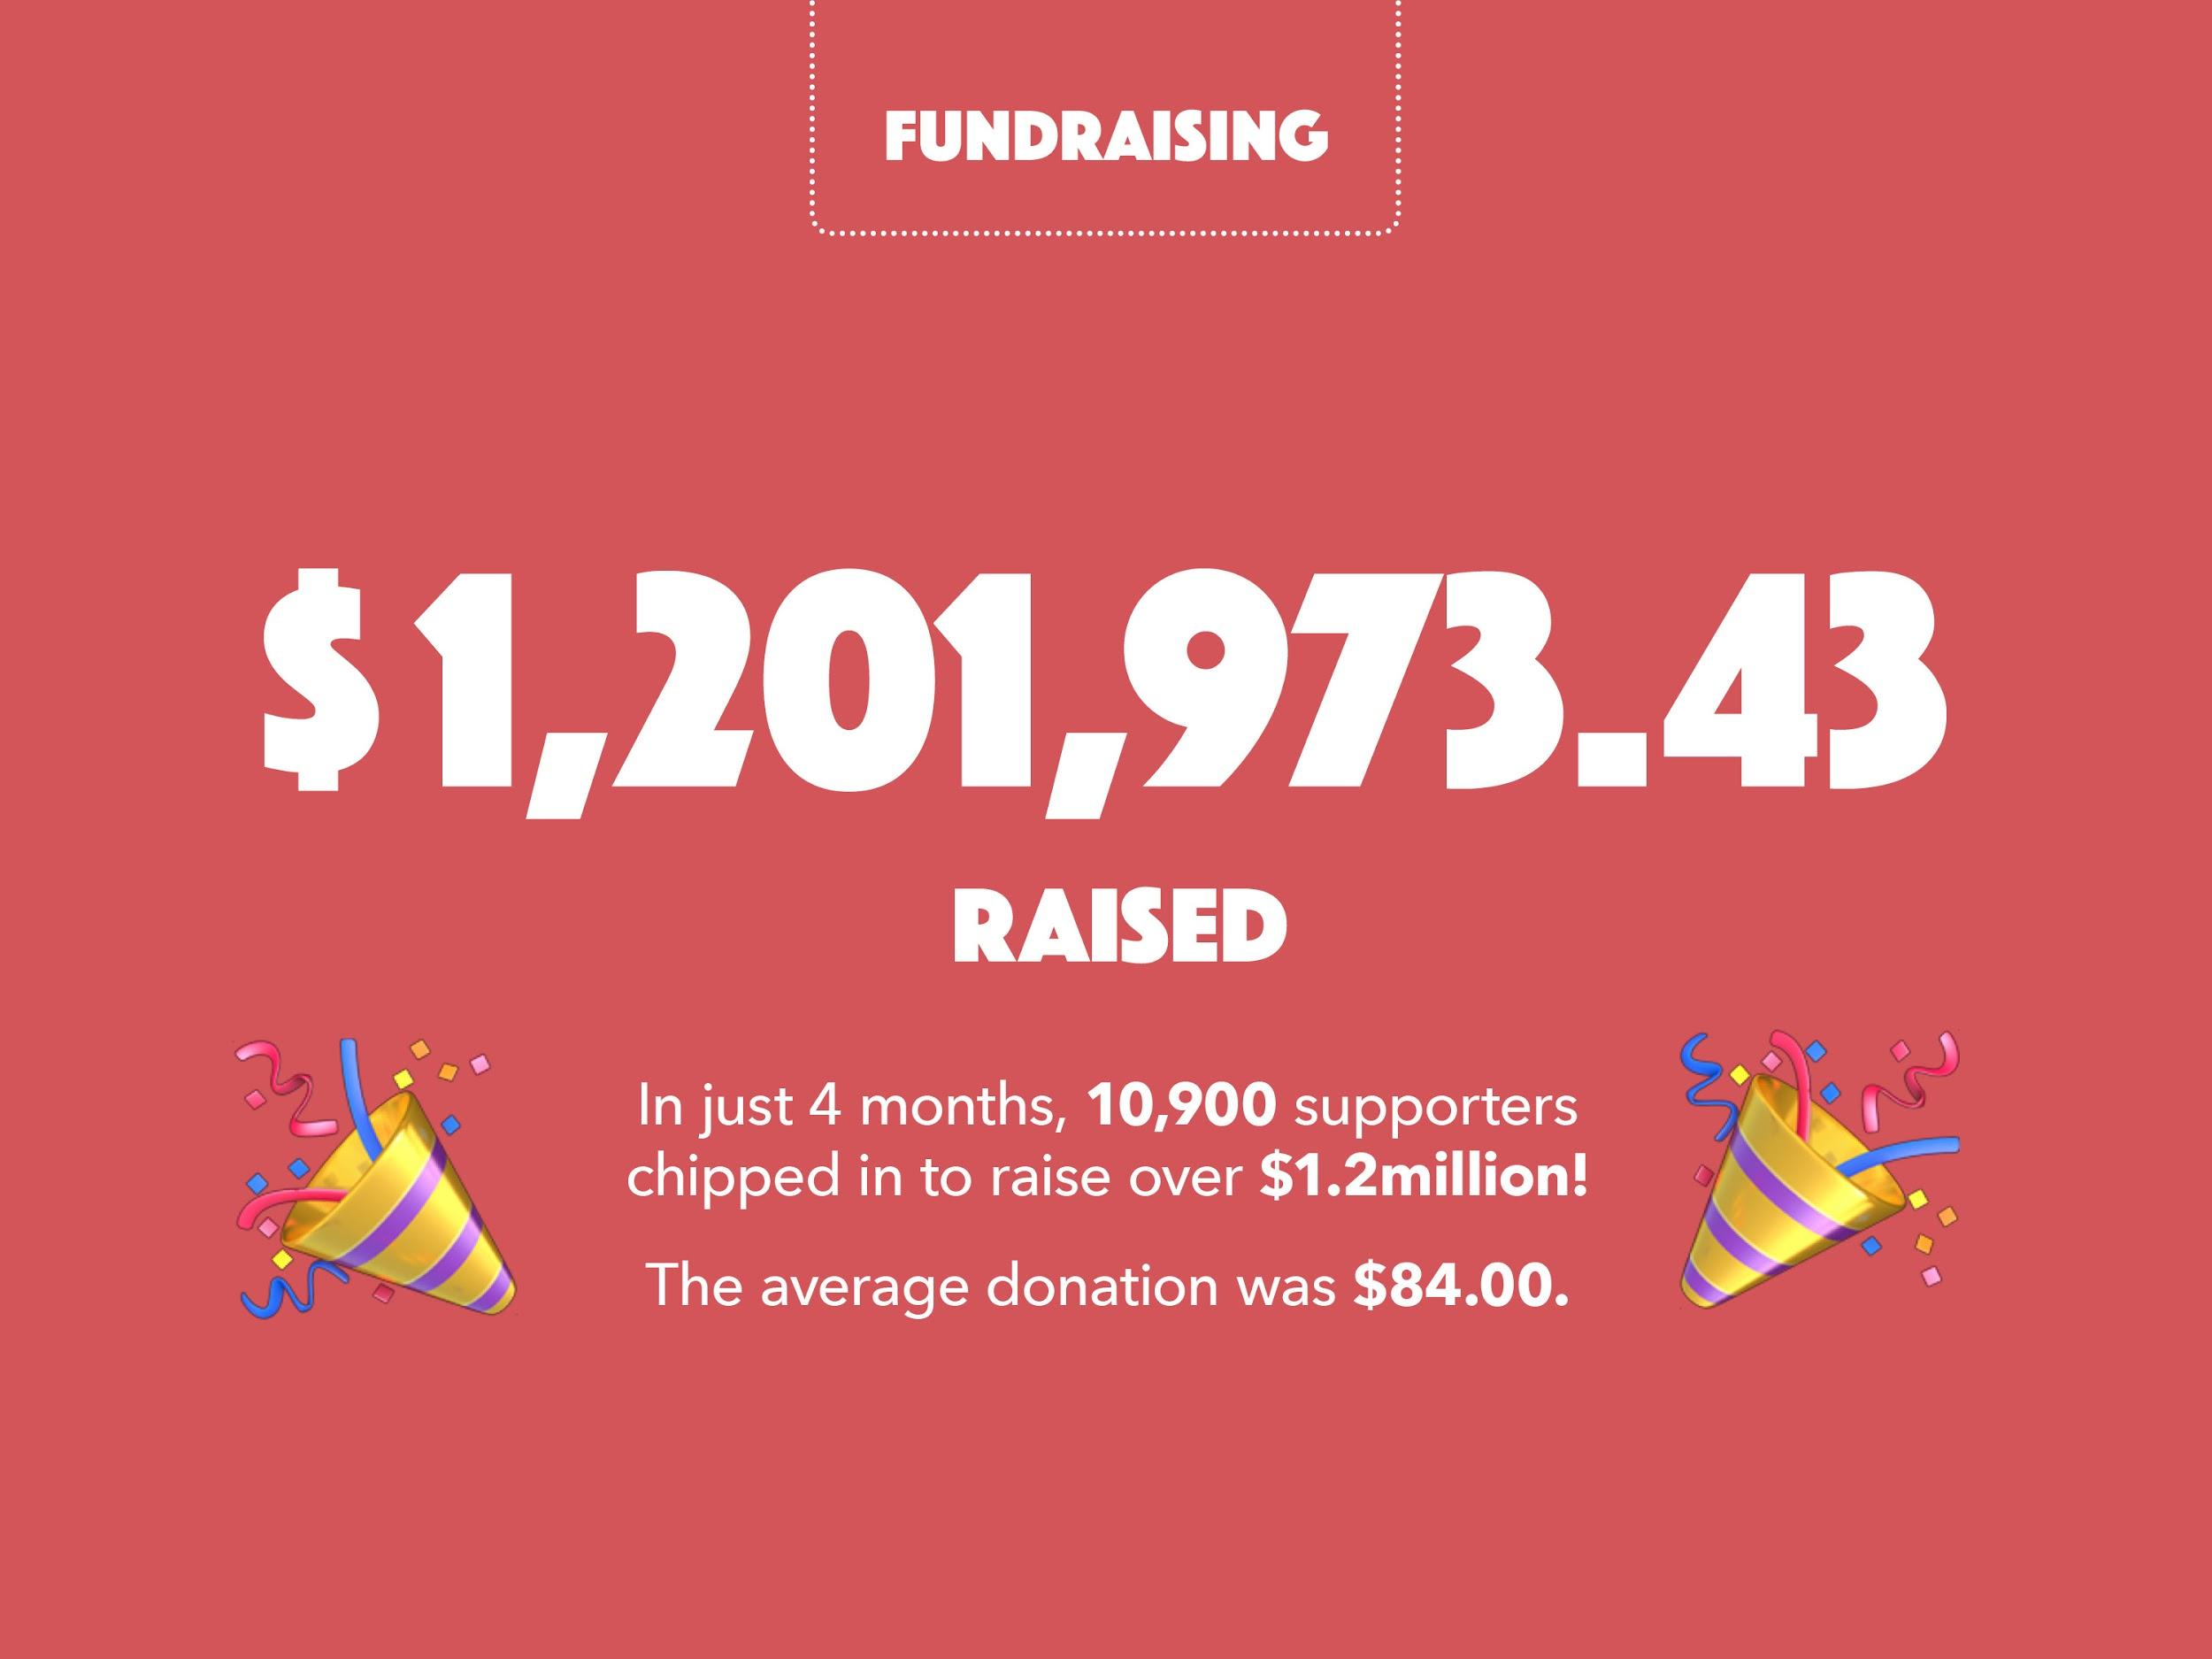 FUNDRAISING
$1,201,973.43
RAISED
In just 4 months, 10,900 supporters
chipped in to raise over $1.2million!
The average donation was $84.00.